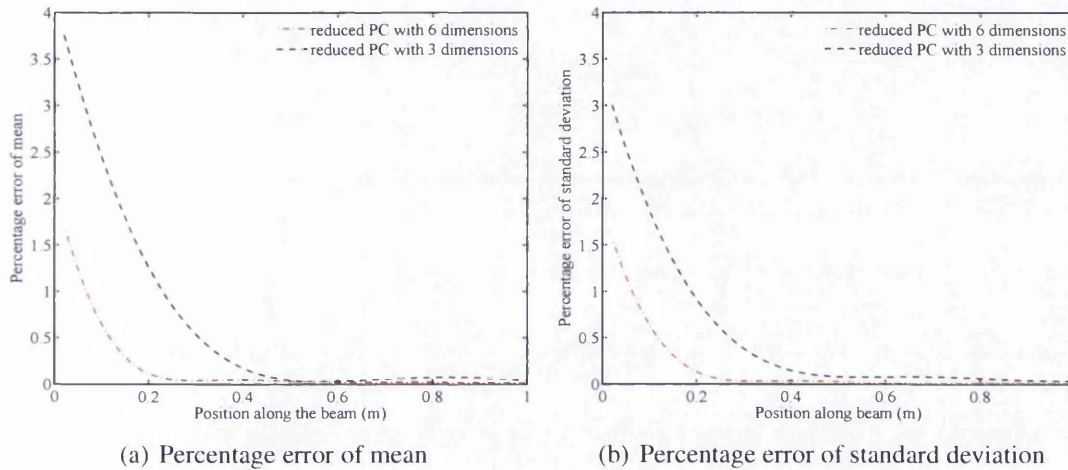 4
3.5
3
2.5
2
1.5
1
0.5
0
Percentage error of mean
reduced PC with 6 dimensions
reduced PC with 3 dimensions
0 0.2 0.4 0.6 0.8 1
Position along the beam (m)
(a) Percentage error of mean
4
3.5
3
2.5
2
1.5
1
0.5
0
Percentage error of standard deviation
reduced PC with 6 dimensions
reduced PC with 3 dimensions
0 0.2 0.4 0.6 0.8
Position along beam (m)
(b) Percentage error of standard deviation